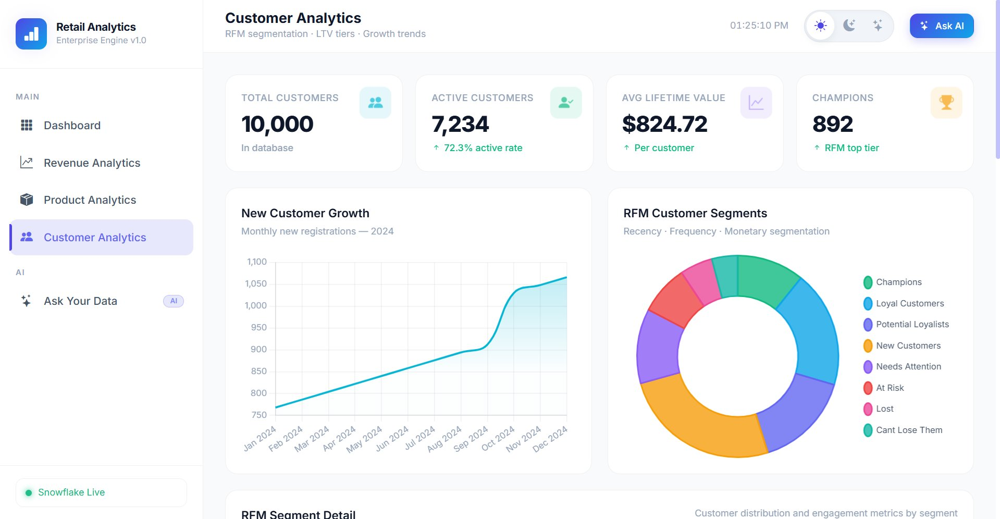 Retail Analytics
Enterprise Engine v1.0
MAIN
Dashboard
Revenue Analytics
Product Analytics
Customer Analytics
AI
Ask Your Data
AI
Snowflake Live
Customer Analytics
RFM segmentation · LTV tiers · Growth trends
01:25:10 PM
Ask AI
TOTAL CUSTOMERS
10,000
In database
ACTIVE CUSTOMERS
7,234
↑ 72.3% active rate
AVG LIFETIME VALUE
$824.72
↑ Per customer
CHAMPIONS
892
↑ RFM top tier
New Customer Growth
Monthly new registrations — 2024
1,100
1,050
1,000
950
900
850
800
750
Jan 2024
Feb 2024
Mar 2024
Apr 2024
May 2024
Jun 2024
Jul 2024
Aug 2024
Sep 2024
Oct 2024
Nov 2024
Dec 2024
RFM Customer Segments
Recency · Frequency · Monetary segmentation
Champions
Loyal Customers
Potential Loyalists
New Customers
Needs Attention
At Risk
Lost
Cant Lose Them
RFM Segment Detail
Customer distribution and engagement metrics by segment